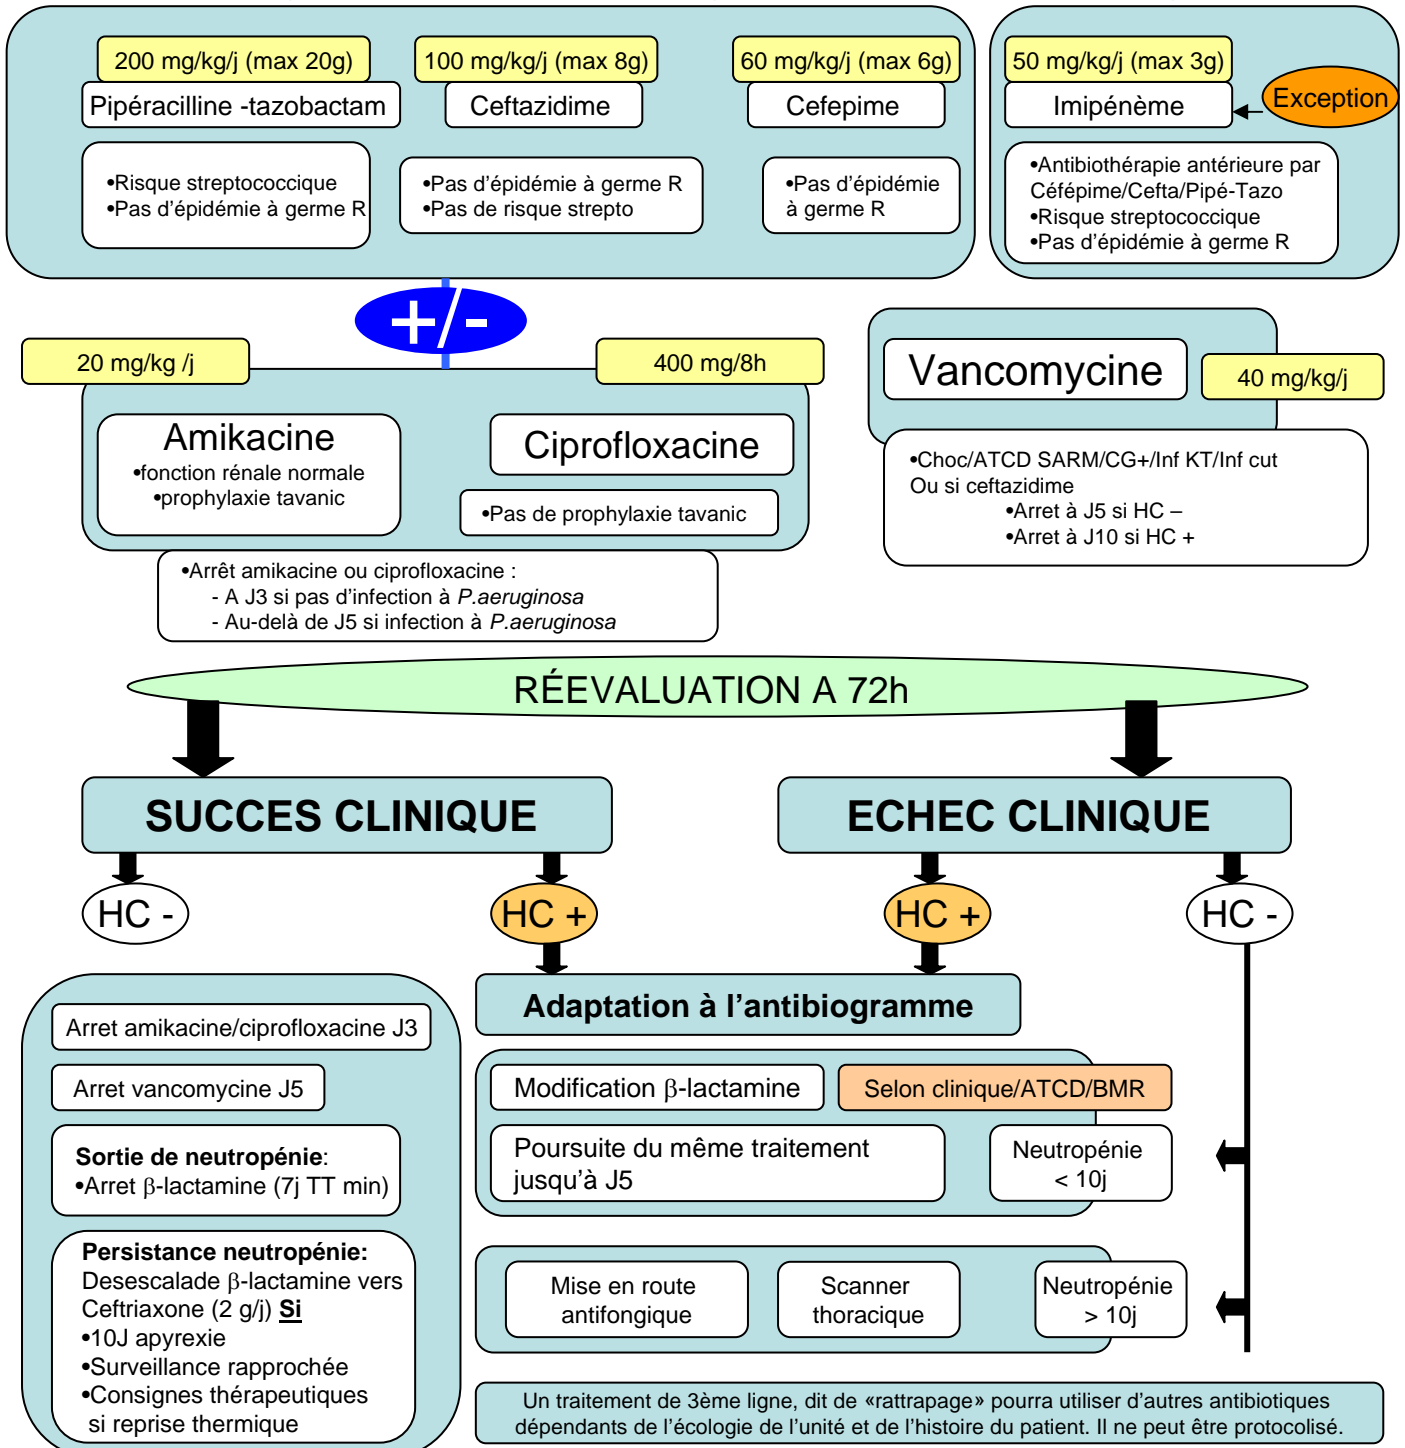 200 mg/kg/j (max 20g)
Pipéracilline -tazobactam
•Risque streptococcique
•Pas d'épidémie à germe R
100 mg/kg/j (max 8g)
Ceftazidime
•Pas d'épidémie à germe R
•Pas de risque strepto
60 mg/kg/j (max 6g)
Cefepime
•Pas d'épidémie
à germe R
50 mg/kg/j (max 3g)
Imipénème
Exception
•Antibiothérapie antérieure par
Céfépime/Cefta/Pipé-Tazo
•Risque streptococcique
•Pas d'épidémie à germe R
+/-
20 mg/kg /j
400 mg/8h
Amikacine
•fonction rénale normale
•prophylaxie tavanic
Ciprofloxacine
•Pas de prophylaxie tavanic
•Arrêt amikacine ou ciprofloxacine :
- A J3 si pas d'infection à P.aeruginosa
- Au-delà de J5 si infection à P.aeruginosa
Vancomycine
40 mg/kg/j
•Choc/ATCD SARM/CG+/Inf KT/Inf cut
Ou si ceftazidime
•Arret à J5 si HC –
•Arret à J10 si HC +
RÉEVALUATION A 72h
SUCCES CLINIQUE
ECHEC CLINIQUE
HC -
HC +
HC +
HC -
Arret amikacine/ciprofloxacine J3
Arret vancomycine J5
Sortie de neutropénie:
•Arret β-lactamine (7j TT min)
Persistance neutropénie:
Desescalade β-lactamine vers
Ceftriaxone (2 g/j) Si
•10J apyrexie
•Surveillance rapprochée
•Consignes thérapeutiques
si reprise thermique
Adaptation à l'antibiogramme
Modification β-lactamine
Selon clinique/ATCD/BMR
Poursuite du même traitement
jusqu'à J5
Neutropénie
< 10j
Mise en route
antifongique
Scanner
thoracique
Neutropénie
> 10j
Un traitement de 3ème ligne, dit de «rattrapage» pourra utiliser d'autres antibiotiques
dépendants de l'écologie de l'unité et de l'histoire du patient. Il ne peut être protocolisé.